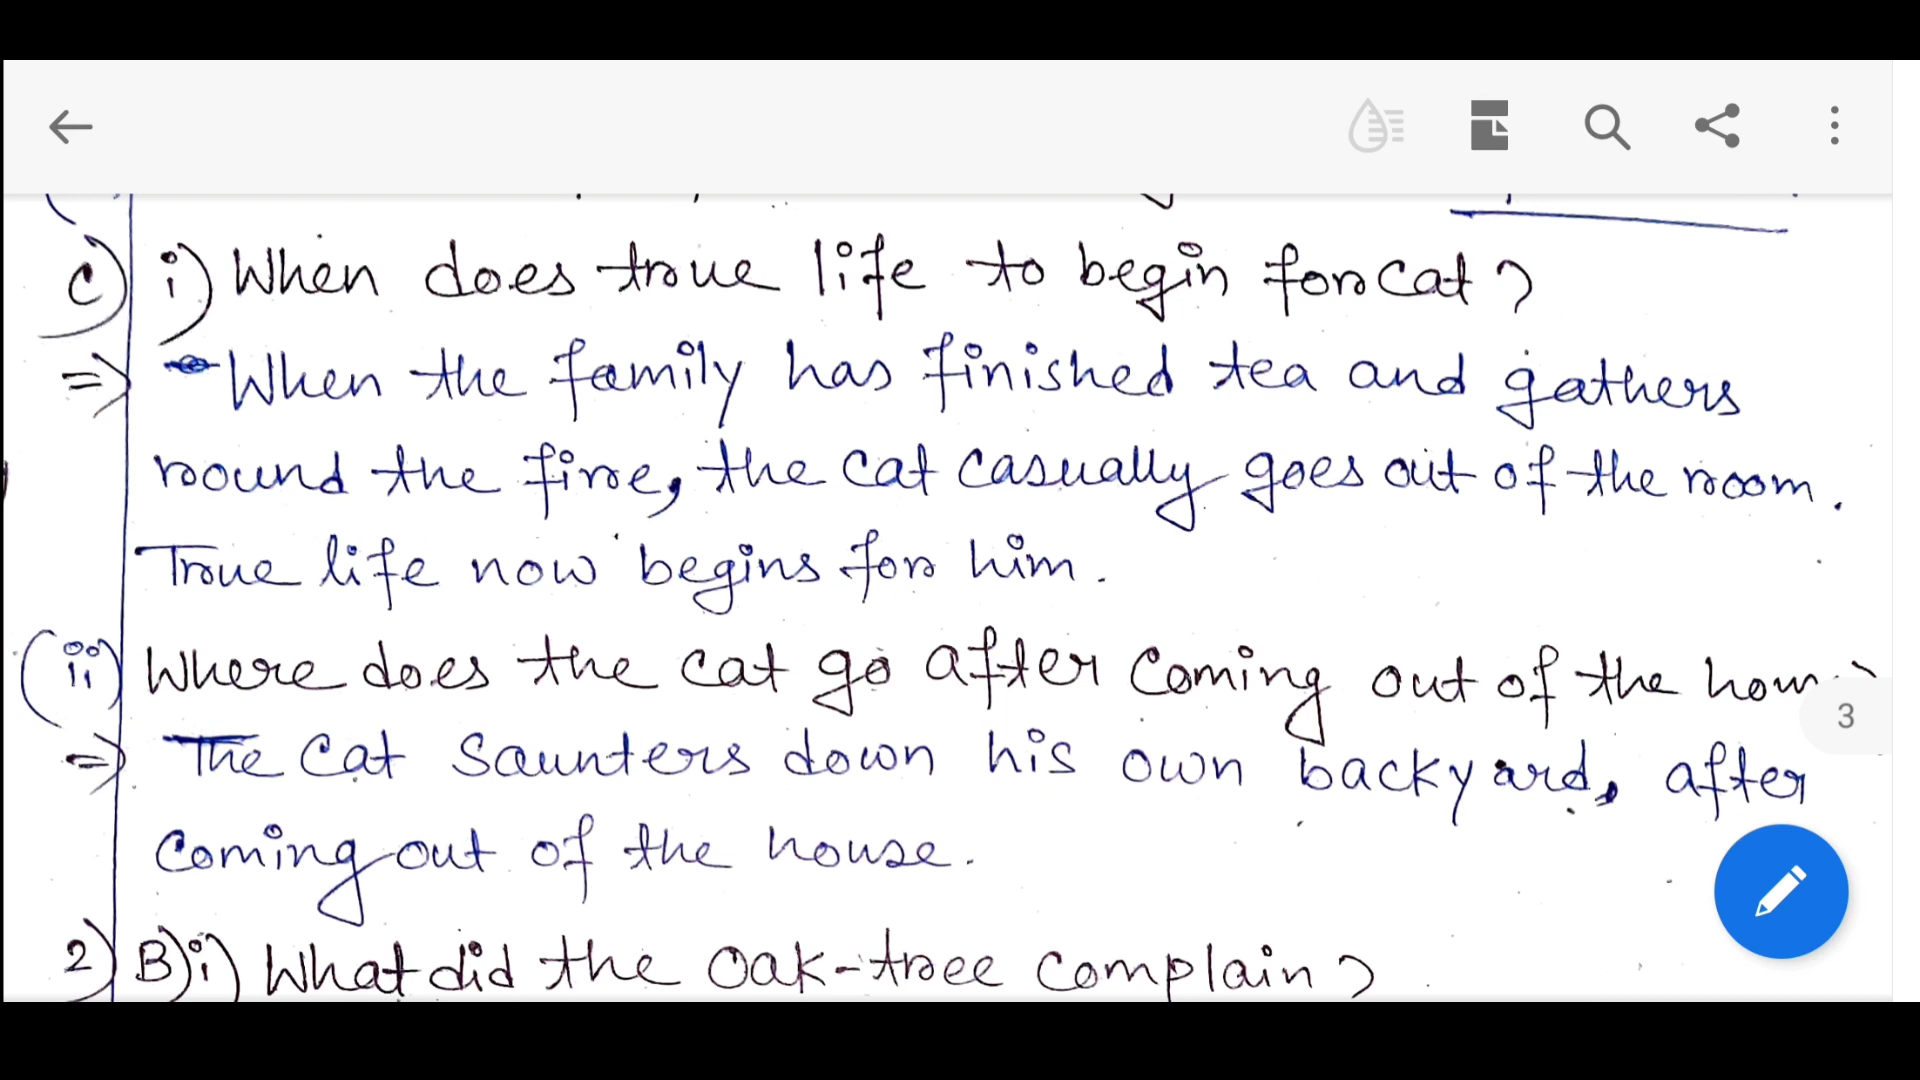 c) i) When does true life to begin for cat?
=> When the family has finished tea and gathers
round the fire, the cat casually goes out of the room.
True life now begins for him.
(ii) Where does the cat go after coming out of the
3
=> The cat saunters down his own backyard, after
coming out of the house.
2) B) i) What did the oak-tree complain?